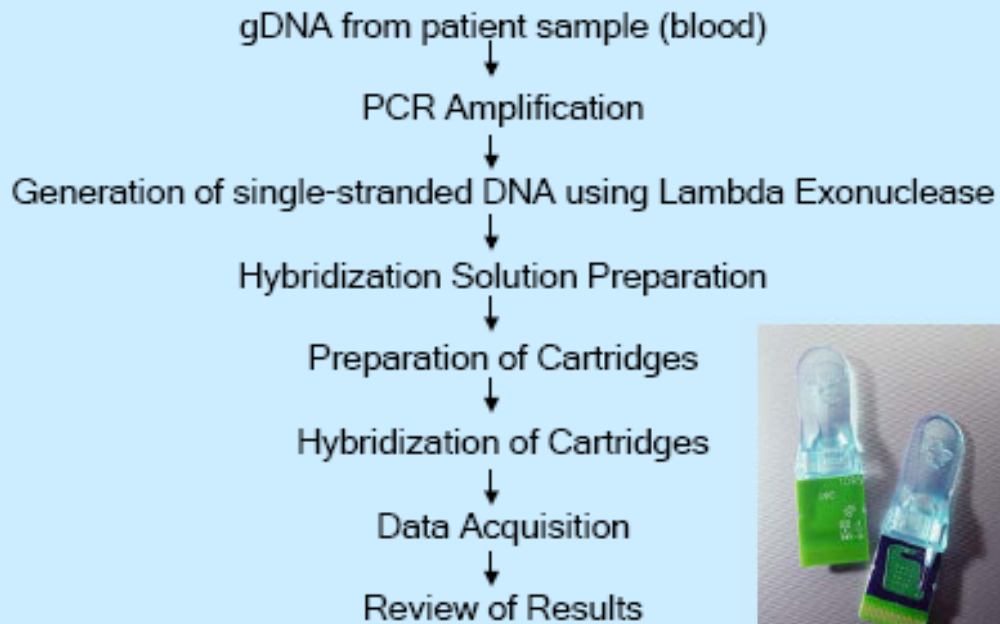 gDNA from patient sample (blood)
PCR Amplification
Generation of single-stranded DNA using Lambda Exonuclease
Hybridization Solution Preparation
Preparation of Cartridges
Hybridization of Cartridges
Data Acquisition
Review of Results